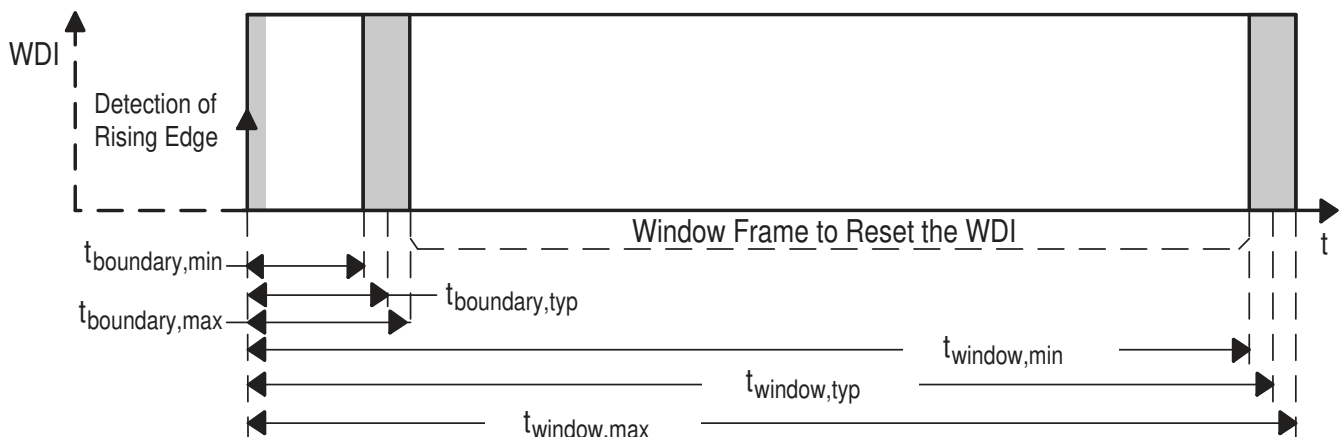 WDI
Detection of
Rising Edge
Window Frame to Reset the WDI
t
tboundary,min
tboundary,typ
tboundary,max
twindow,min
twindow,typ
twindow,max